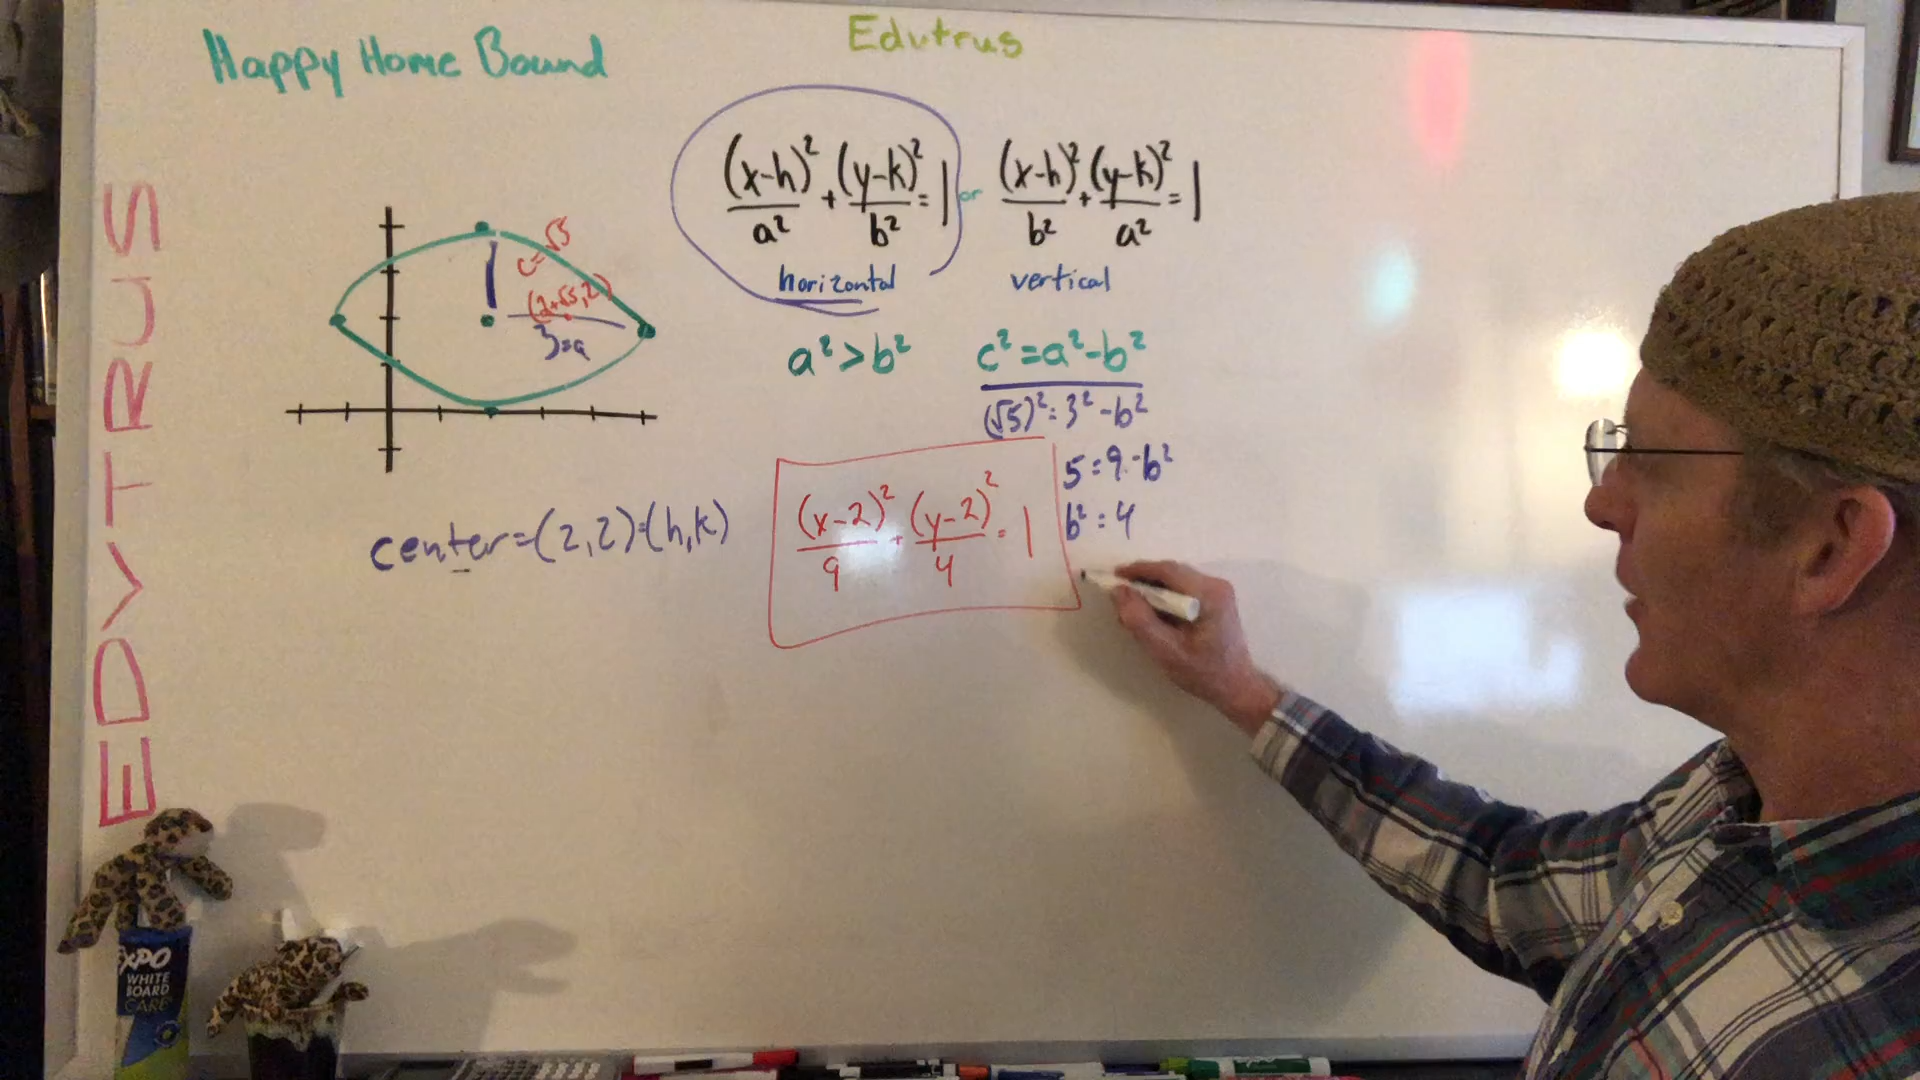 Happy Home Bound
Edutrus
EDUTRUS
(x-h)²/a² + (y-k)²/b² = 1 or (x-h)²/b² + (y-k)²/a² = 1
horizontal vertical
c=√5
(2+√5,2)
3=a
a²>b² c²=a²-b²
(√5)²=3²-b²
5=9-b²
b²=4
center=(2,2)=(h,k)
(x-2)²/9 + (y-2)²/4 = 1
EXPO
WHITE
BOARD
CARE